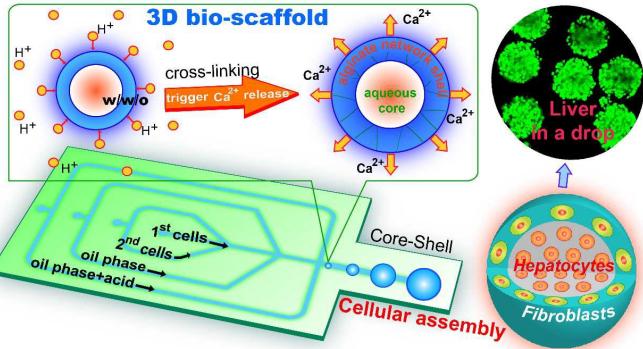 3D bio-scaffold
H+
H+
H+
H+
H+
H+
w/w/o
cross-linking
trigger Ca2+ release
Ca2+
Ca2+
Ca2+
Ca2+
Ca2+
alginate network shell
aqueous
core
Liver
in a drop
1st cells
2nd cells
oil phase
oil phase+acid
Core-Shell
Cellular assembly
Hepatocytes
Fibroblasts